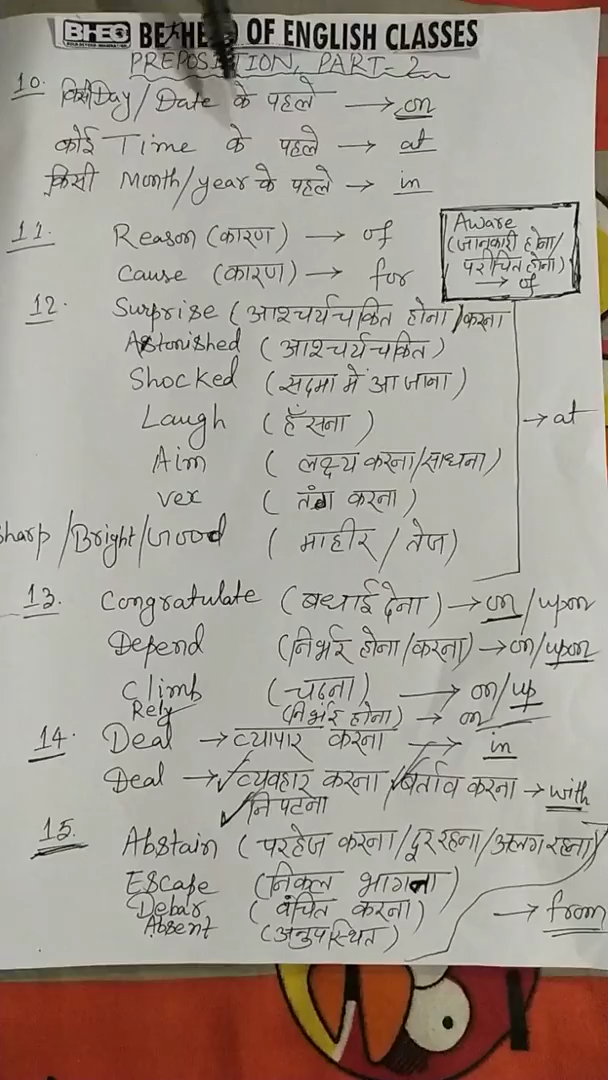 BHEC BE HE OF ENGLISH CLASSES
PREPOSITION, PART-2
10. किसी Day/Date के पहले → on
कोई Time के पहले → at
किसी Month/year के पहले → in
11. Reason (कारण) → of
Cause (कारण) → for
Aware
(जानकारी होना/
परीचित होना)
→ of
12. Surprise (आश्चर्यचकित होना/करना
Astonished (आश्चर्यचकित)
Shocked (सदमा में आ जाना)
Laugh (हँसना)
Aim (लक्ष्य करना/साधना)
vex (तंग करना)
sharp/Bright/Good (माहीर/तेज)
→ at
13. Congratulate (बधाई देना) → on/upon
Depend (निर्भर होना/करना) → on/upon
Climb (चढ़ना) → on/up
Rely (निर्भर होना) → on
14. Deal → व्यापार करना → in
Deal → व्यवहार करना/बर्ताव करना → with
निपटना
15. Abstain (परहेज करना/दूर रहना/अलग रहना)
Escape (निकल भागना)
Debar (वंचित करना)
Absent (अनुपस्थित)
→ from